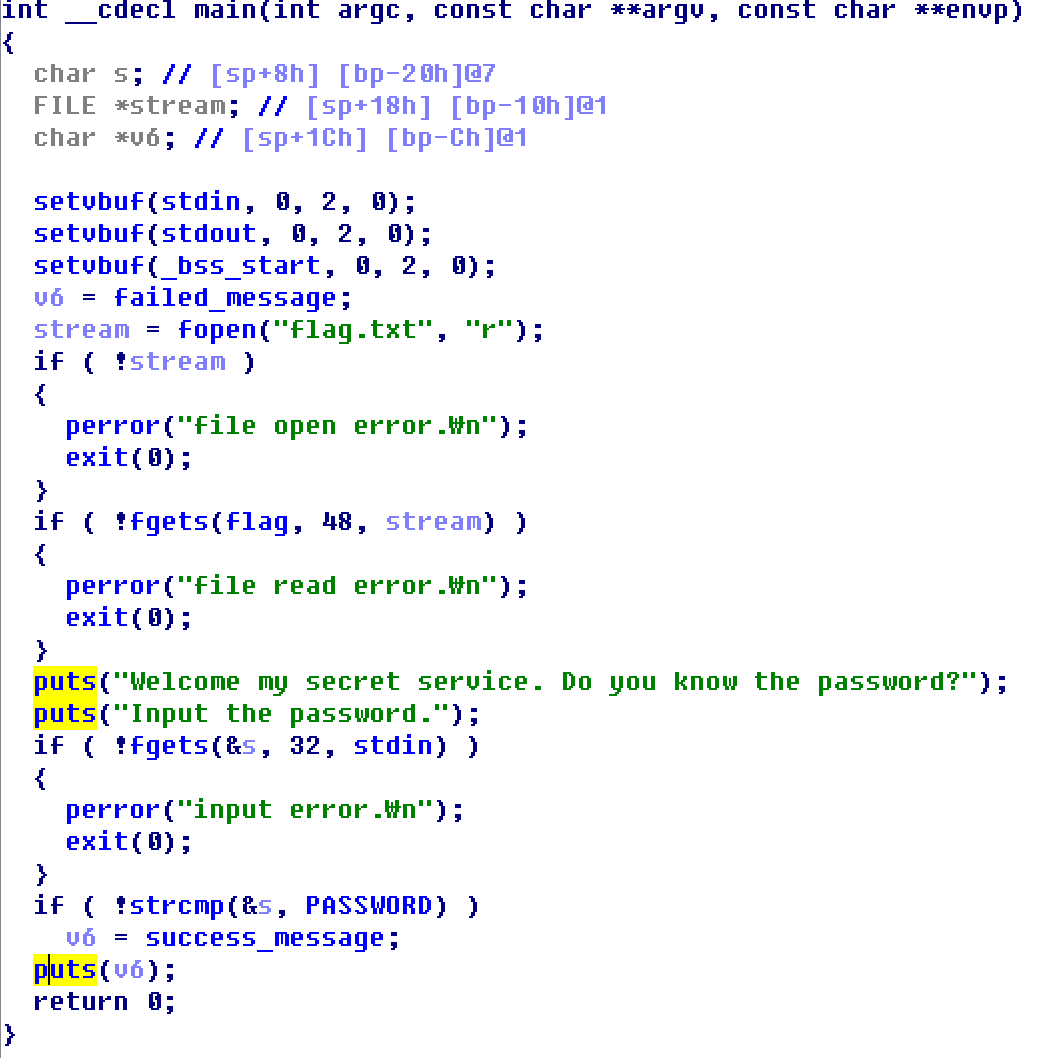 int __cdecl main(int argc, const char **argv, const char **envp)
{
  char s; // [sp+8h] [bp-20h]@7
  FILE *stream; // [sp+18h] [bp-10h]@1
  char *v6; // [sp+1Ch] [bp-Ch]@1

  setvbuf(stdin, 0, 2, 0);
  setvbuf(stdout, 0, 2, 0);
  setvbuf(_bss_start, 0, 2, 0);
  v6 = failed_message;
  stream = fopen("flag.txt", "r");
  if ( !stream )
  {
    perror("file open error.₩n");
    exit(0);
  }
  if ( !fgets(flag, 48, stream) )
  {
    perror("file read error.₩n");
    exit(0);
  }
  puts("Welcome my secret service. Do you know the password?");
  puts("Input the password.");
  if ( !fgets(&s, 32, stdin) )
  {
    perror("input error.₩n");
    exit(0);
  }
  if ( !strcmp(&s, PASSWORD) )
    v6 = success_message;
  puts(v6);
  return 0;
}